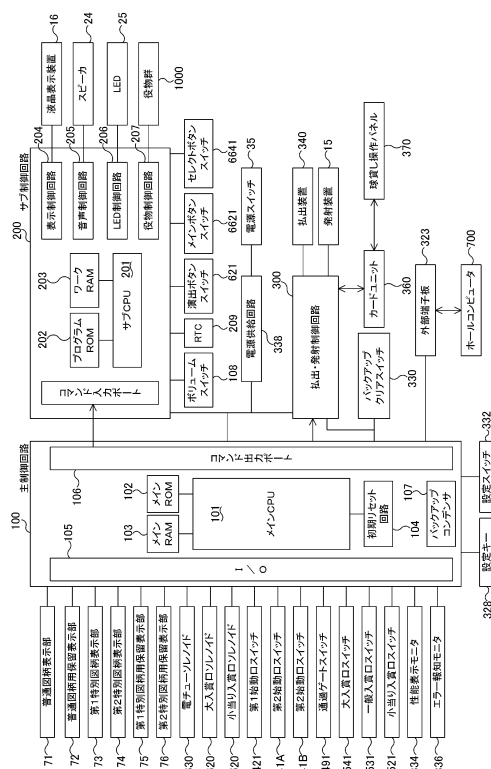 主制御回路
100
I／O
105
メインRAM
103
メインROM
102
メインCPU
101
初期リセット回路
104
バックアップコンデンサ
107
コマンド出力ポート
106
設定キー
328
設定スイッチ
332
普通図柄表示部
71
普通図柄用保留表示部
72
第1特別図柄表示部
73
第2特別図柄表示部
74
第1特別図柄用保留表示部
75
第2特別図柄用保留表示部
76
電チューソレノイド
大入賞口ソレノイド
小当り入賞口ソレノイド
第1始動口スイッチ
第2始動口スイッチ
第2始動口スイッチ
通過ゲートスイッチ
大入賞口スイッチ
一般入賞口スイッチ
小当り入賞口スイッチ
性能表示モニタ
エラー報知モニタ
サブ制御回路
200
コマンド入力ポート
プログラムROM
202
ワークRAM
203
サブCPU
201
表示制御回路
204
音声制御回路
205
LED制御回路
206
役物制御回路
207
液晶表示装置
16
スピーカ
24
LED
25
役物群
1000
ボリュームスイッチ
108
RTC
209
演出ボタンスイッチ
621
メインボタンスイッチ
6621
セレクトボタンスイッチ
6641
電源供給回路
338
電源スイッチ
35
払出・発射制御回路
300
払出装置
340
発射装置
15
カードユニット
360
球貸し操作パネル
370
バックアップクリアスイッチ
330
外部端子板
323
ホールコンピュータ
700